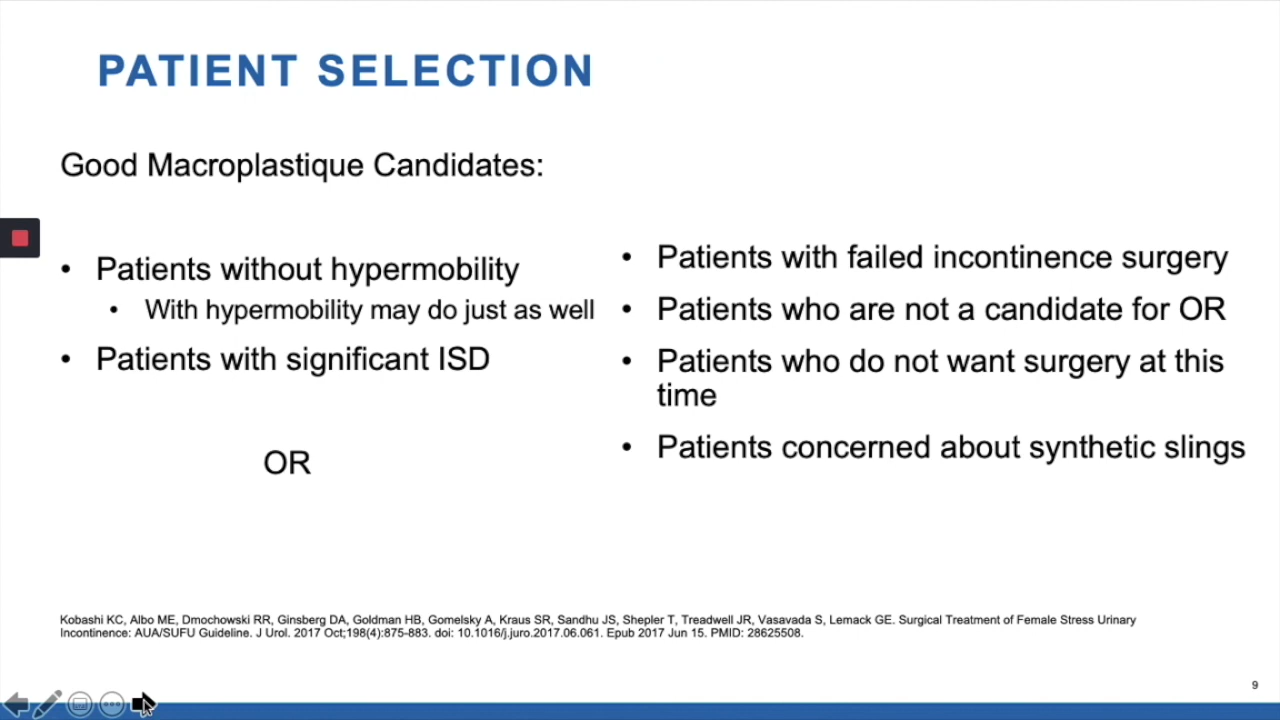 PATIENT SELECTION
Good Macroplastique Candidates:
• Patients without hypermobility
• With hypermobility may do just as well
• Patients with significant ISD
OR
• Patients with failed incontinence surgery
• Patients who are not a candidate for OR
• Patients who do not want surgery at this
time
• Patients concerned about synthetic slings
Kobashi KC, Albo ME, Dmochowski RR, Ginsberg DA, Goldman HB, Gomelsky A, Kraus SR, Sandhu JS, Shepler T, Treadwell JR, Vasavada S, Lemack GE. Surgical Treatment of Female Stress Urinary
Incontinence: AUA/SUFU Guideline. J Urol. 2017 Oct;198(4):875-883. doi: 10.1016/j.juro.2017.06.061. Epub 2017 Jun 15. PMID: 28625508.
9